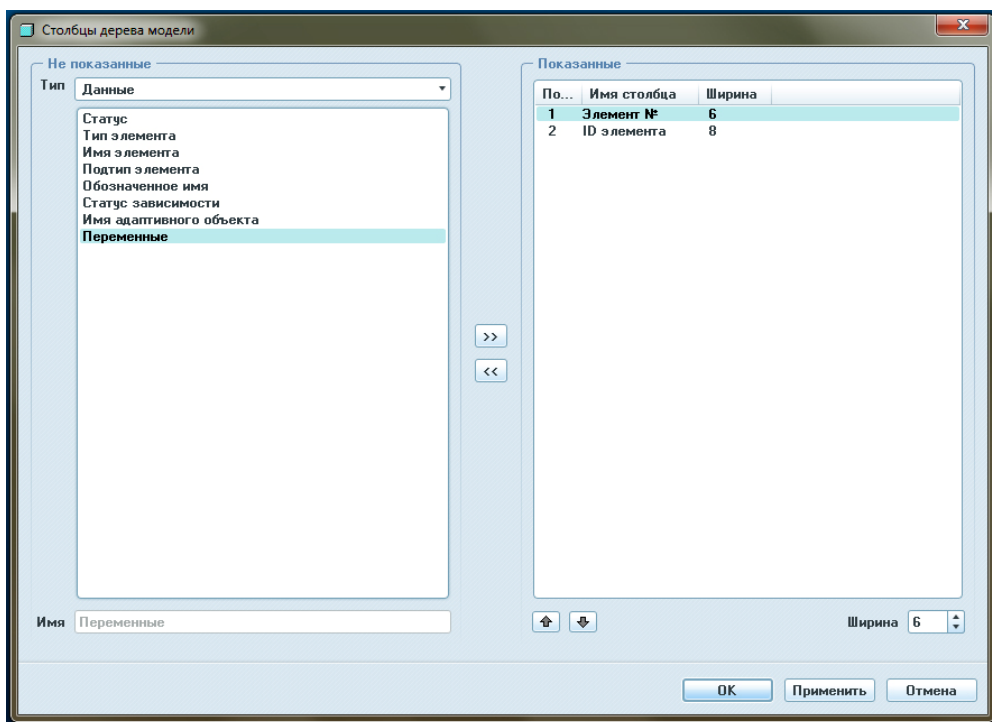 Столбцы дерева модели
Не показанные
Тип Данные
Статус
Тип элемента
Имя элемента
Подтип элемента
Обозначенное имя
Статус зависимости
Имя адаптивного объекта
Переменные
Имя Переменные
>>
<<
Показанные
По... Имя столбца Ширина
1 Элемент № 6
2 ID элемента 8
Ширина 6
OK Применить Отмена